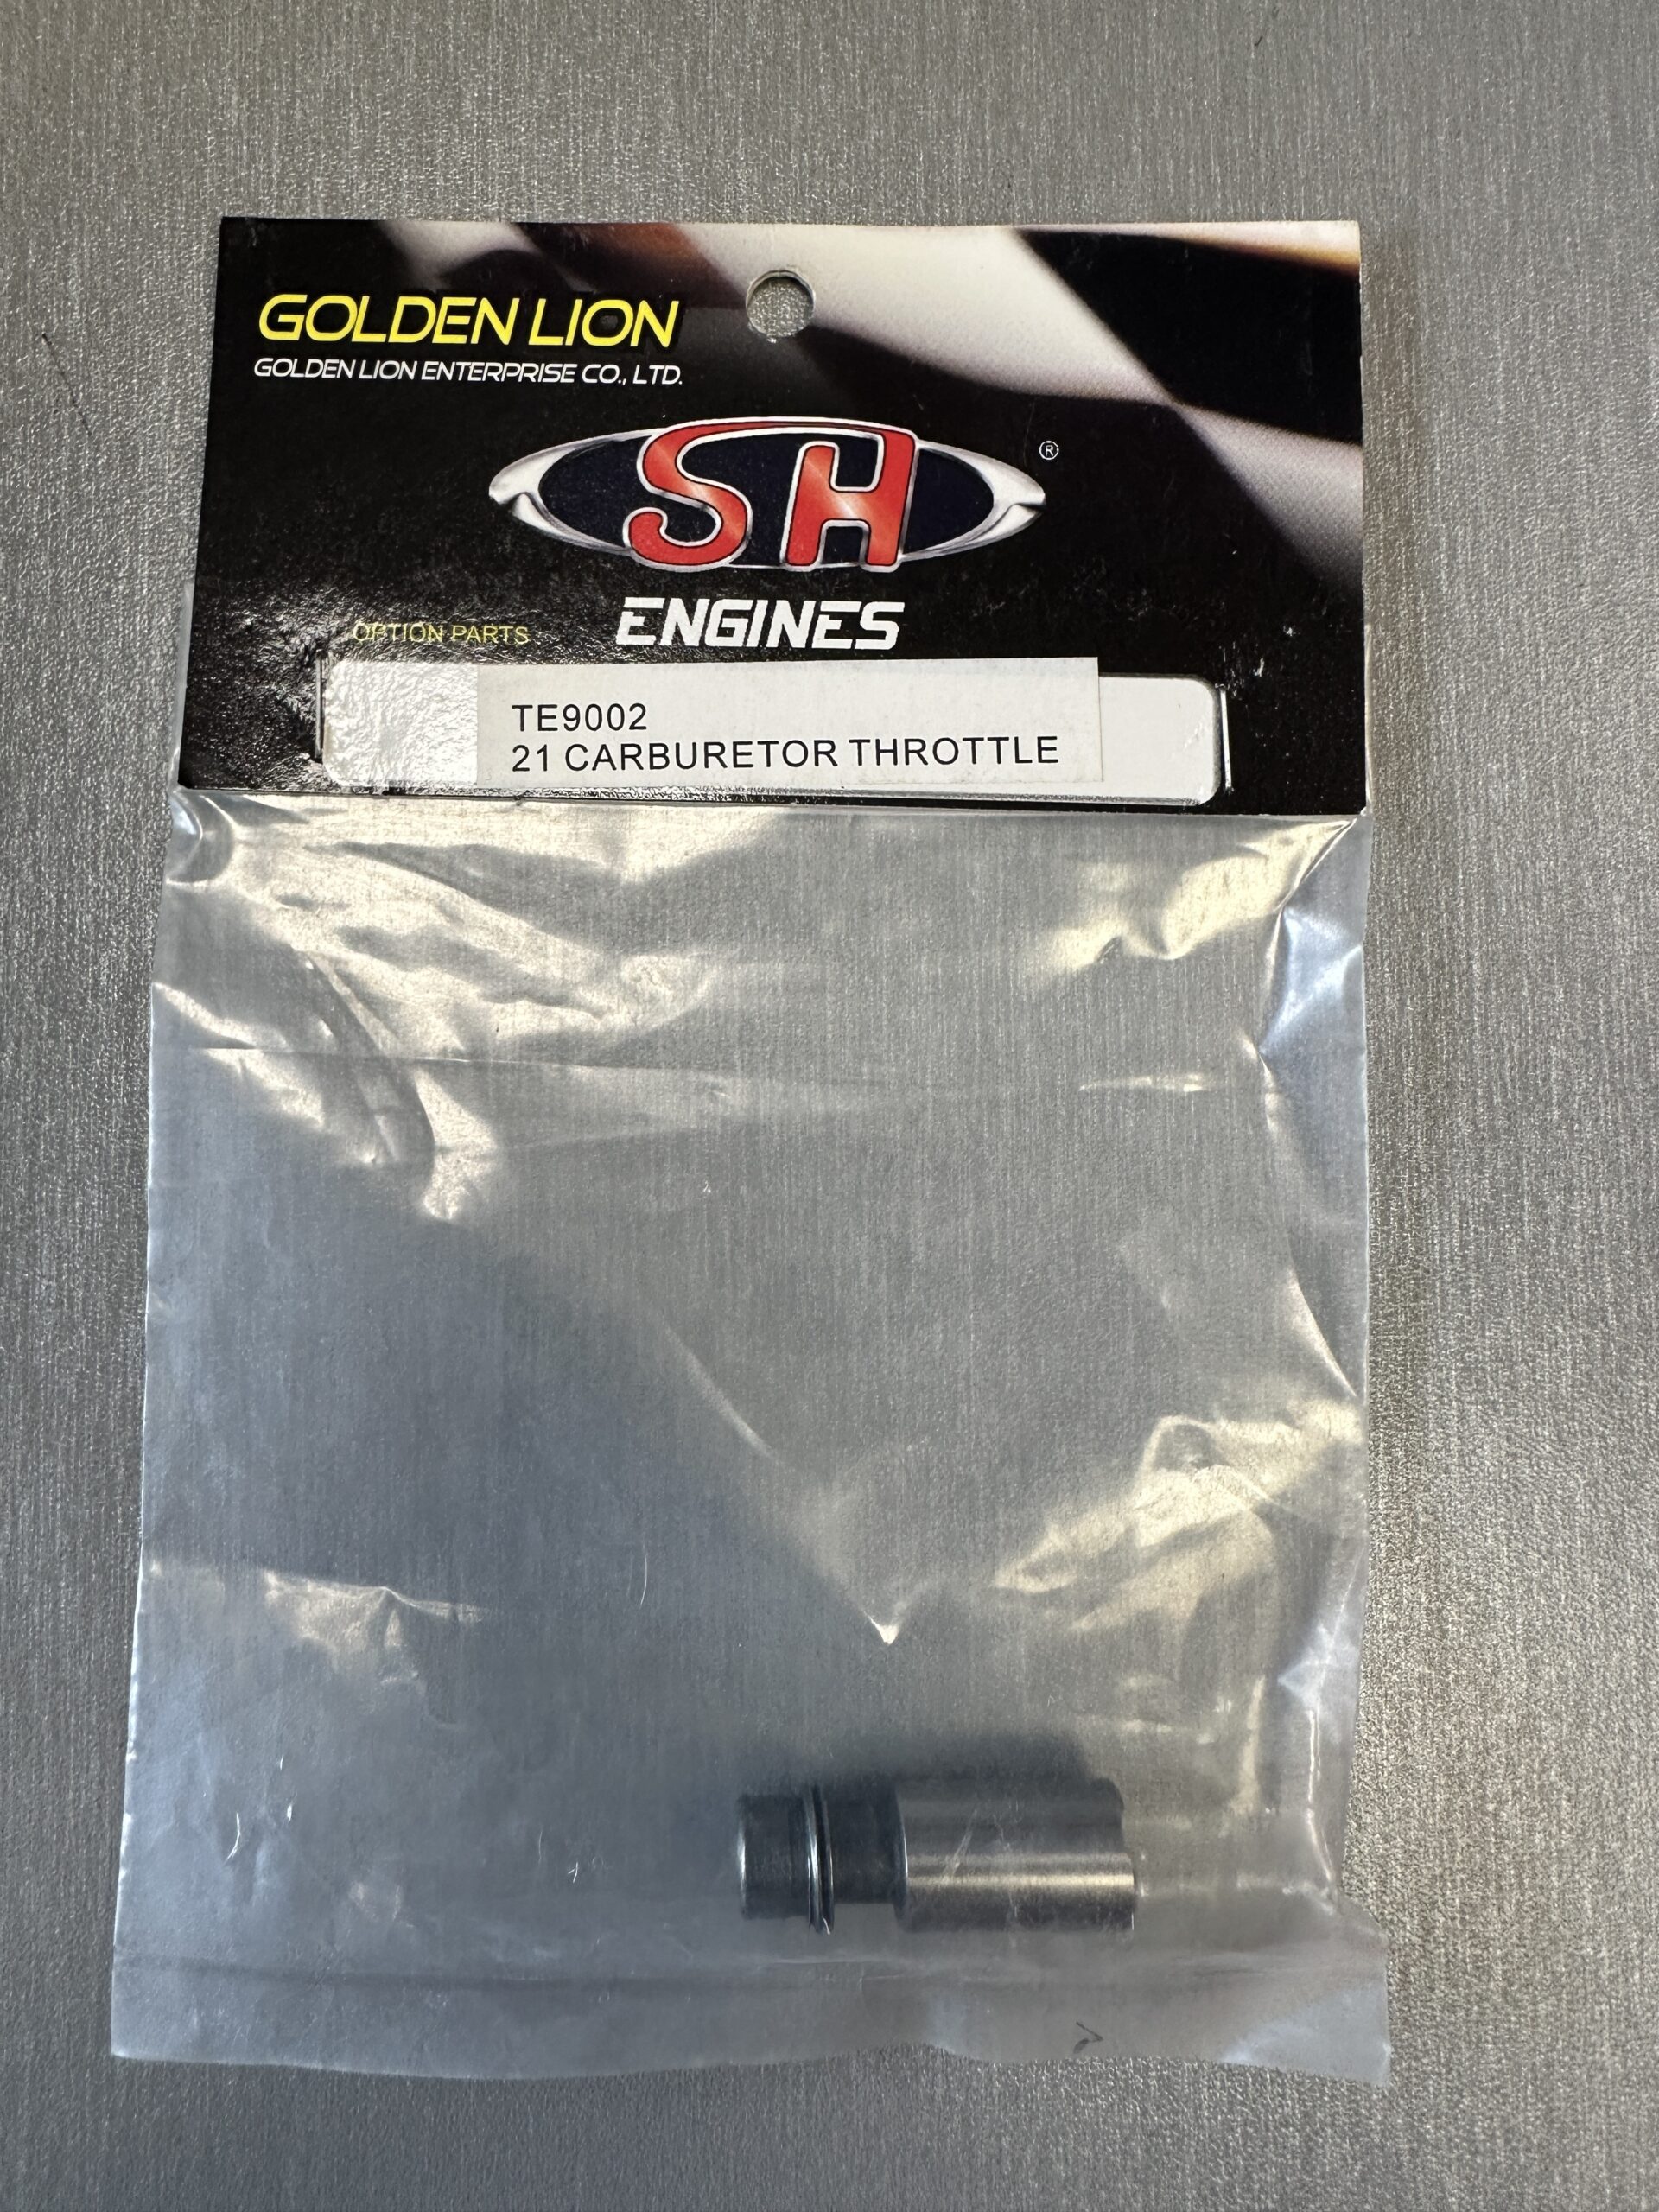 GOLDEN LION
GOLDEN LION ENTERPRISE CO., LTD.
SH
®
ENGINES
OPTION PARTS
TE9002
21 CARBURETOR THROTTLE